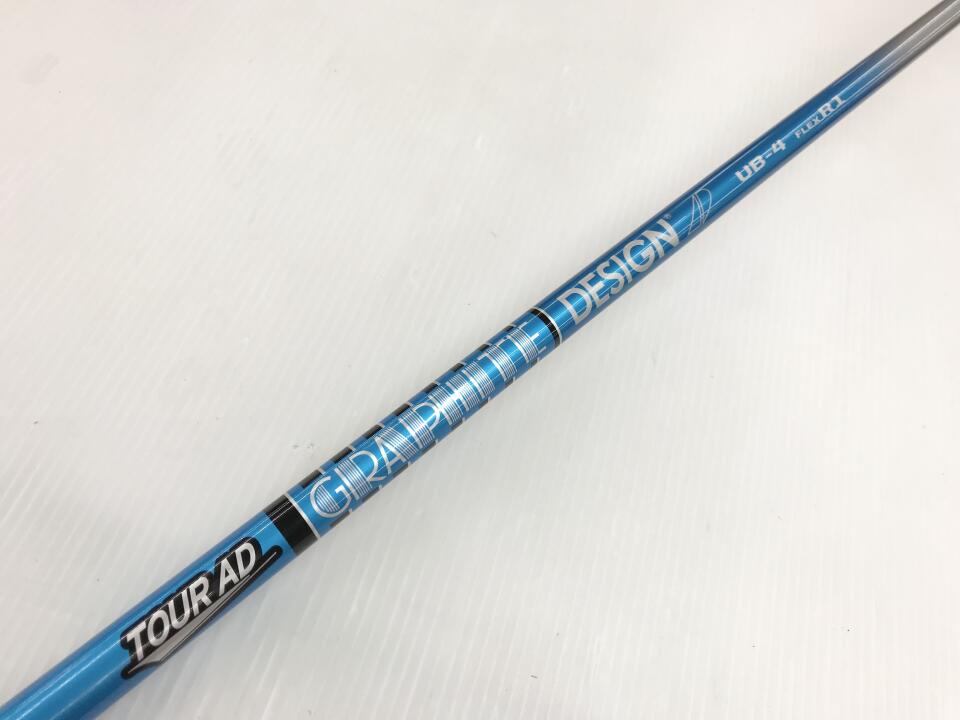 TOUR AD
GRAPHITE
DESIGN®
UB-4 FLEX R1